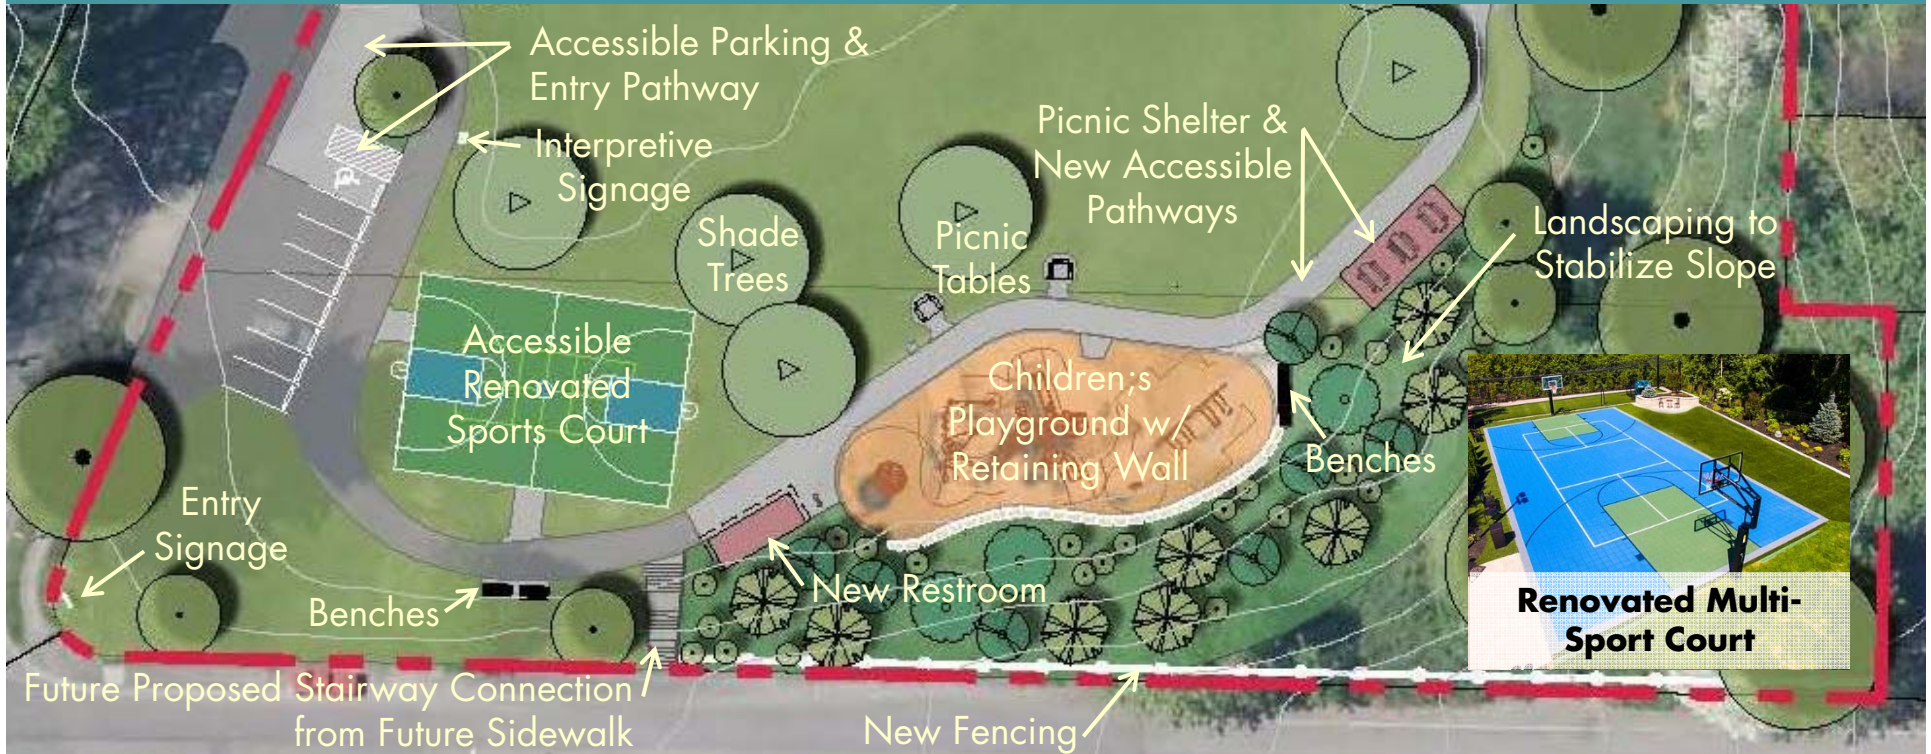 Accessible Parking &
Entry Pathway
Interpretive
Signage
Picnic Shelter &
New Accessible
Pathways
Shade
Trees
Picnic
Tables
Landscaping to
Stabilize Slope
Accessible
Renovated
Sports Court
Children;s
Playground w/
Retaining Wall
Benches
Entry
Signage
Benches
New Restroom
Renovated Multi-
Sport Court
Future Proposed Stairway Connection
from Future Sidewalk
New Fencing